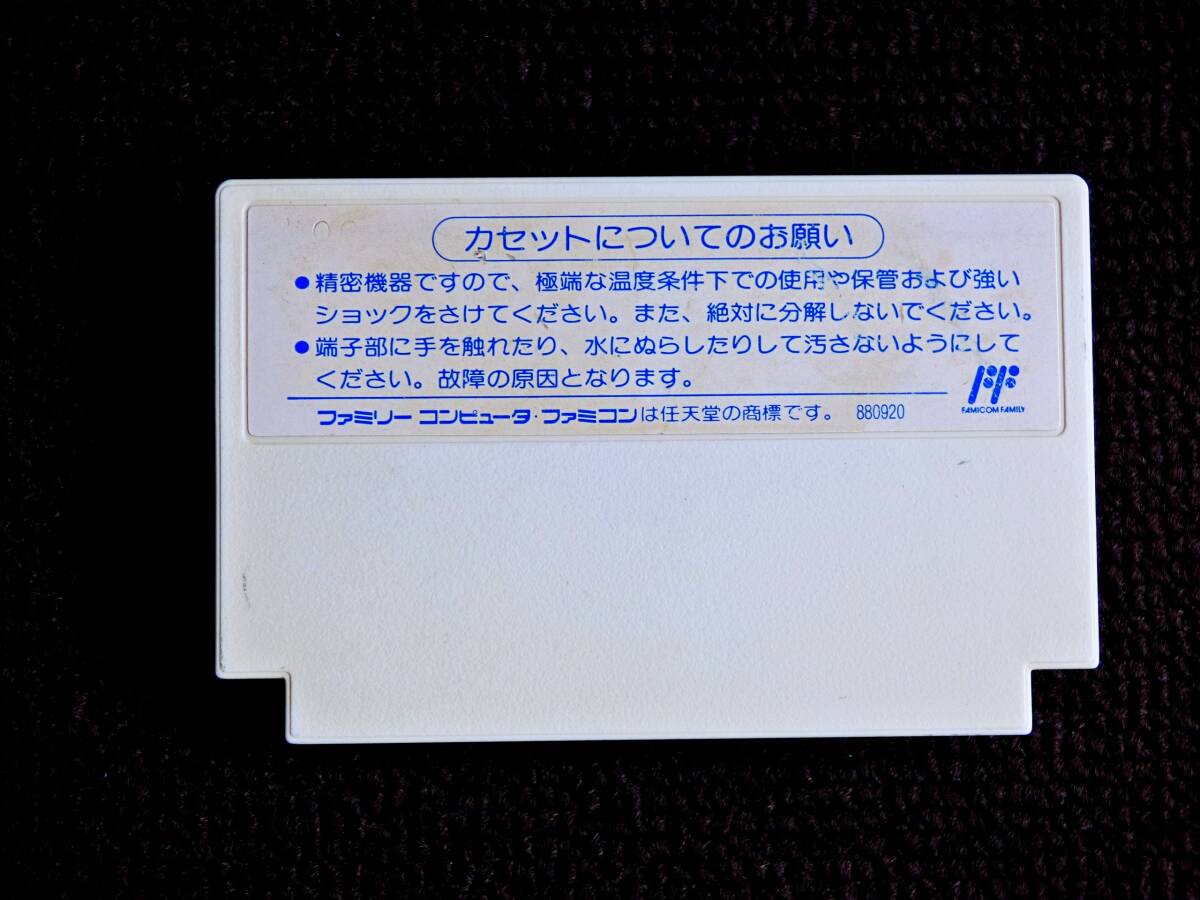 カセットについてのお願い
●精密機器ですので、極端な温度条件下での使用や保管および強い
ショックをさけてください。また、絶対に分解しないでください。
●端子部に手を触れたり、水にぬらしたりして汚さないようにして
ください。故障の原因となります。
FAMICOM FAMILY
ファミリー コンピュータ・ファミコンは任天堂の商標です。 880920